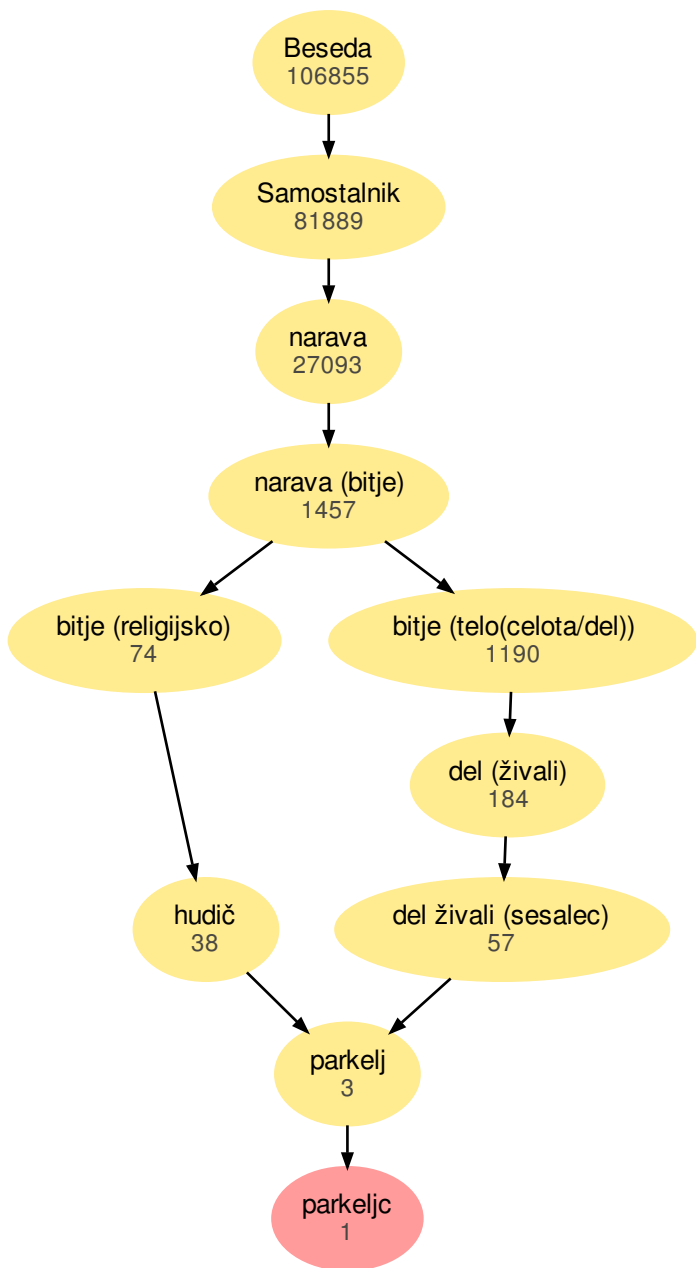 Beseda
106855
Samostalnik
81889
narava
27093
narava (bitje)
1457
bitje (religijsko)
74
bitje (telo(celota/del))
1190
del (živali)
184
hudič
38
del živali (sesalec)
57
parkelj
3
parkeljc
1